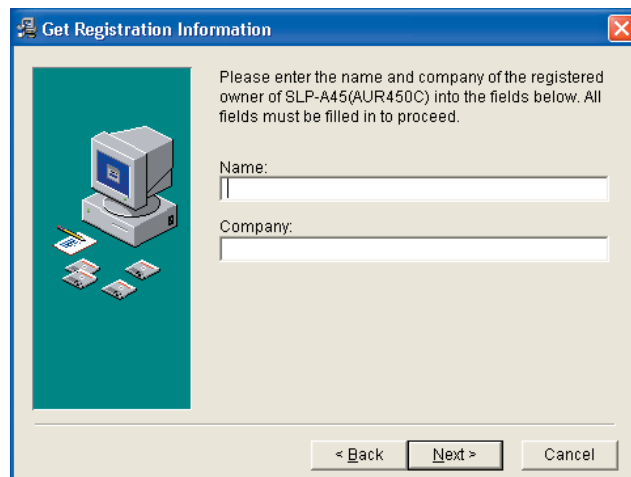 Get Registration Information
Please enter the name and company of the registered
owner of SLP-A45(AUR450C) into the fields below. All
fields must be filled in to proceed.
Name:
Company:
< Back
Next >
Cancel